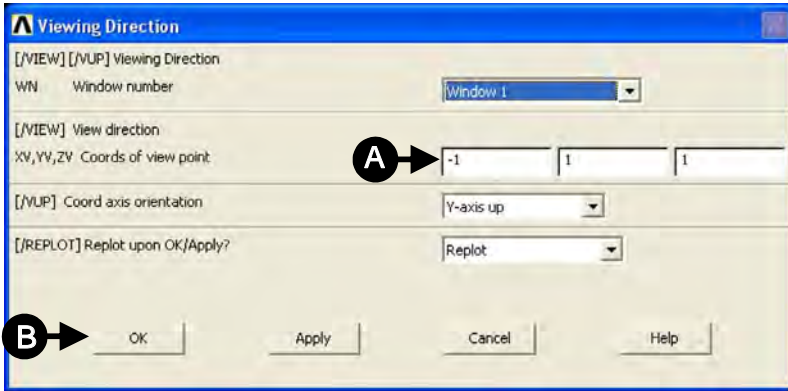 Viewing Direction
[/VIEW] [/VUP] Viewing Direction
WN Window number Window 1
[/VIEW] View direction
XV,YV,ZV Coords of view point A -1 1 1
[/VUP] Coord axis orientation Y-axis up
[/REPLOT] Replot upon OK/Apply? Replot
B OK Apply Cancel Help